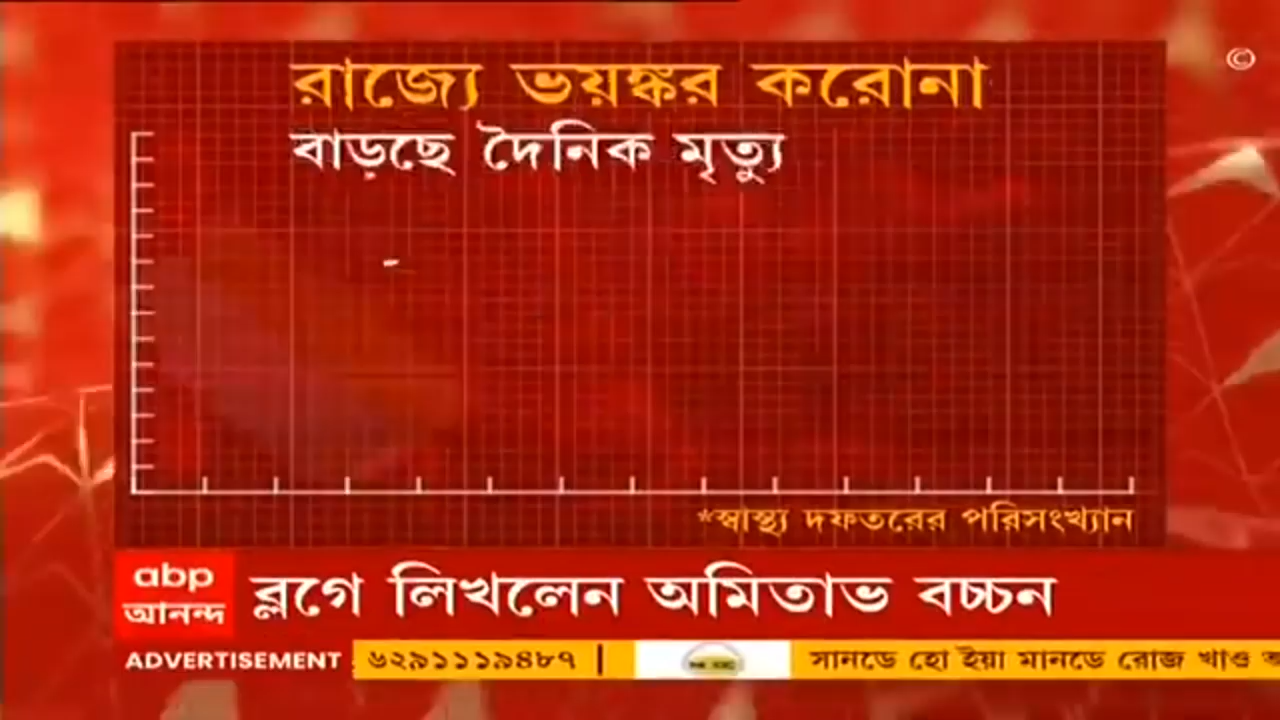 ©
রাজ্যে ভয়ঙ্কর করোনা
বাড়ছে দৈনিক মৃত্যু
*স্বাস্থ্য দফতরের পরিসংখ্যান
abp
আনন্দ
ব্লগে লিখলেন অমিতাভ বচ্চন
ADVERTISEMENT ৬২৯১১১৯৪৮৭ | সানডে হো ইয়া মানডে রোজ খাও